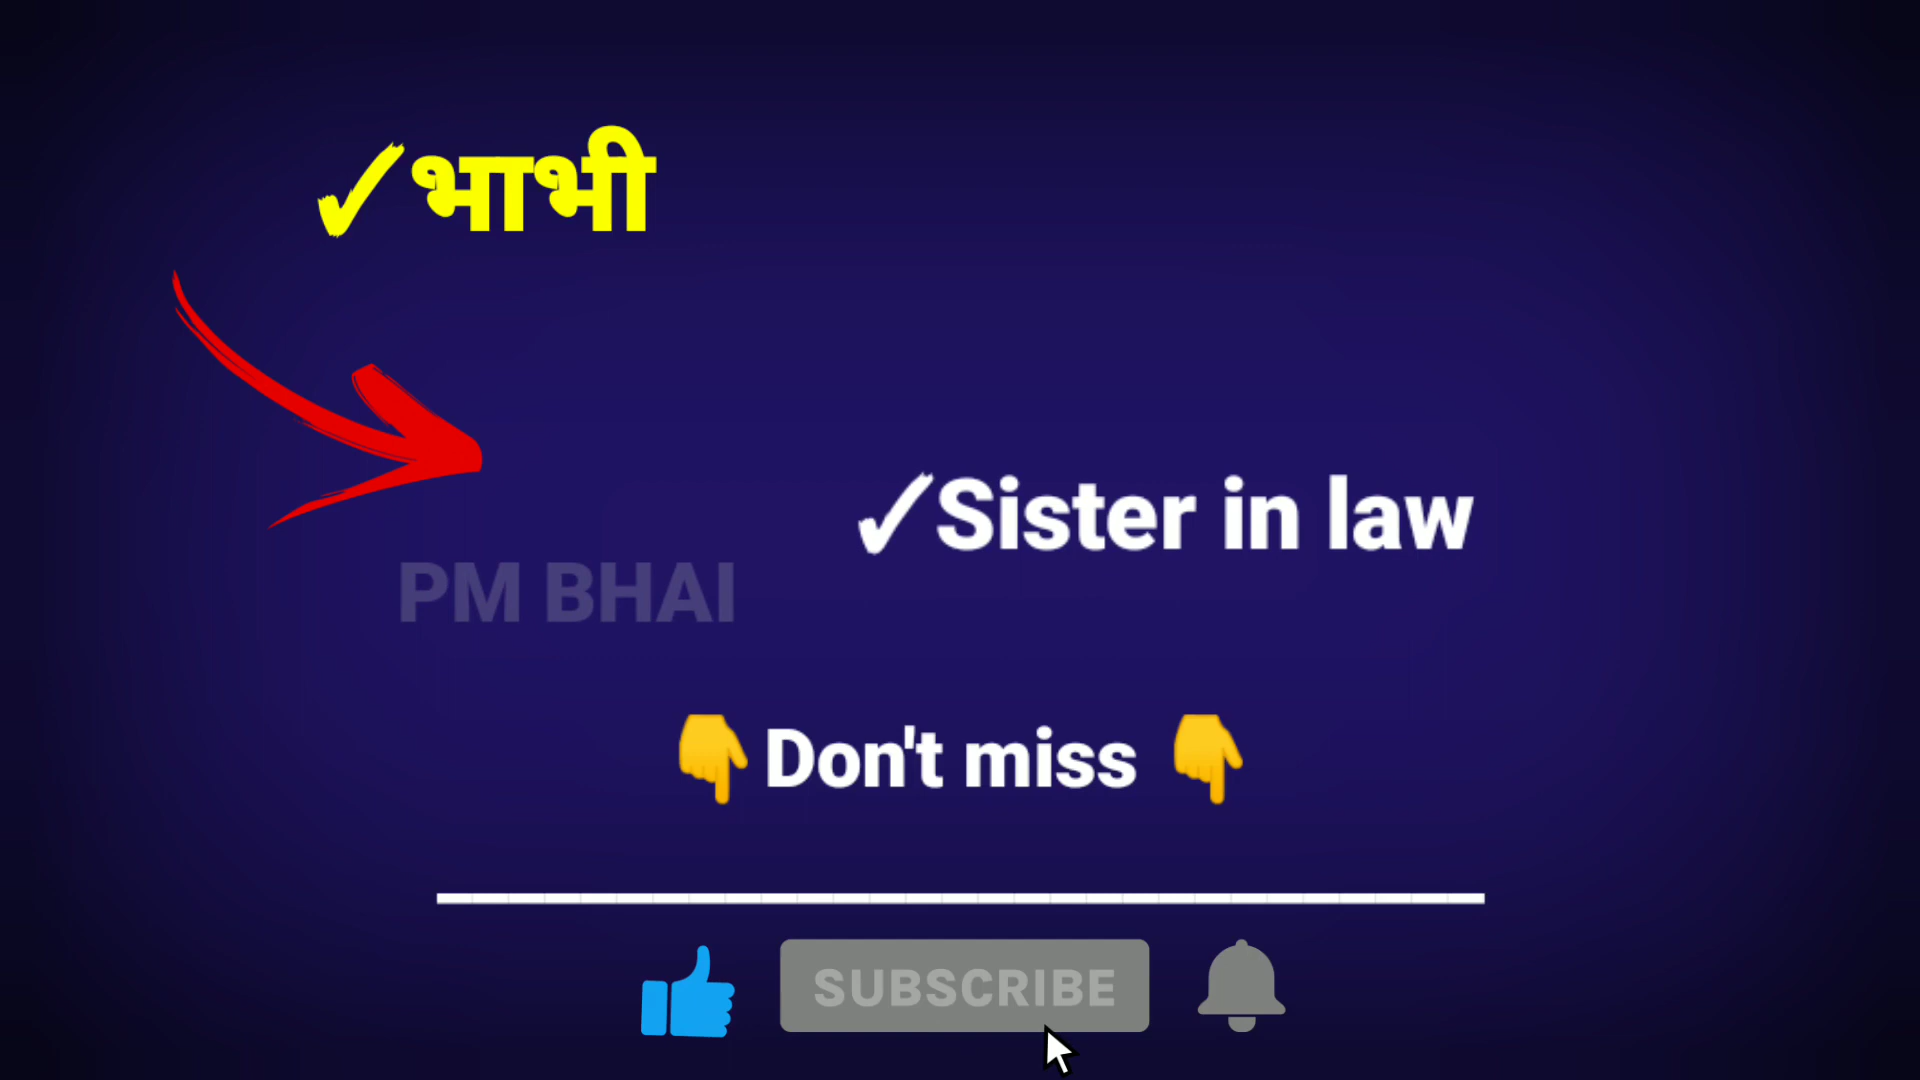 ✓भाभी
✓Sister in law
PM BHAI
👇Don't miss 👇
SUBSCRIBE